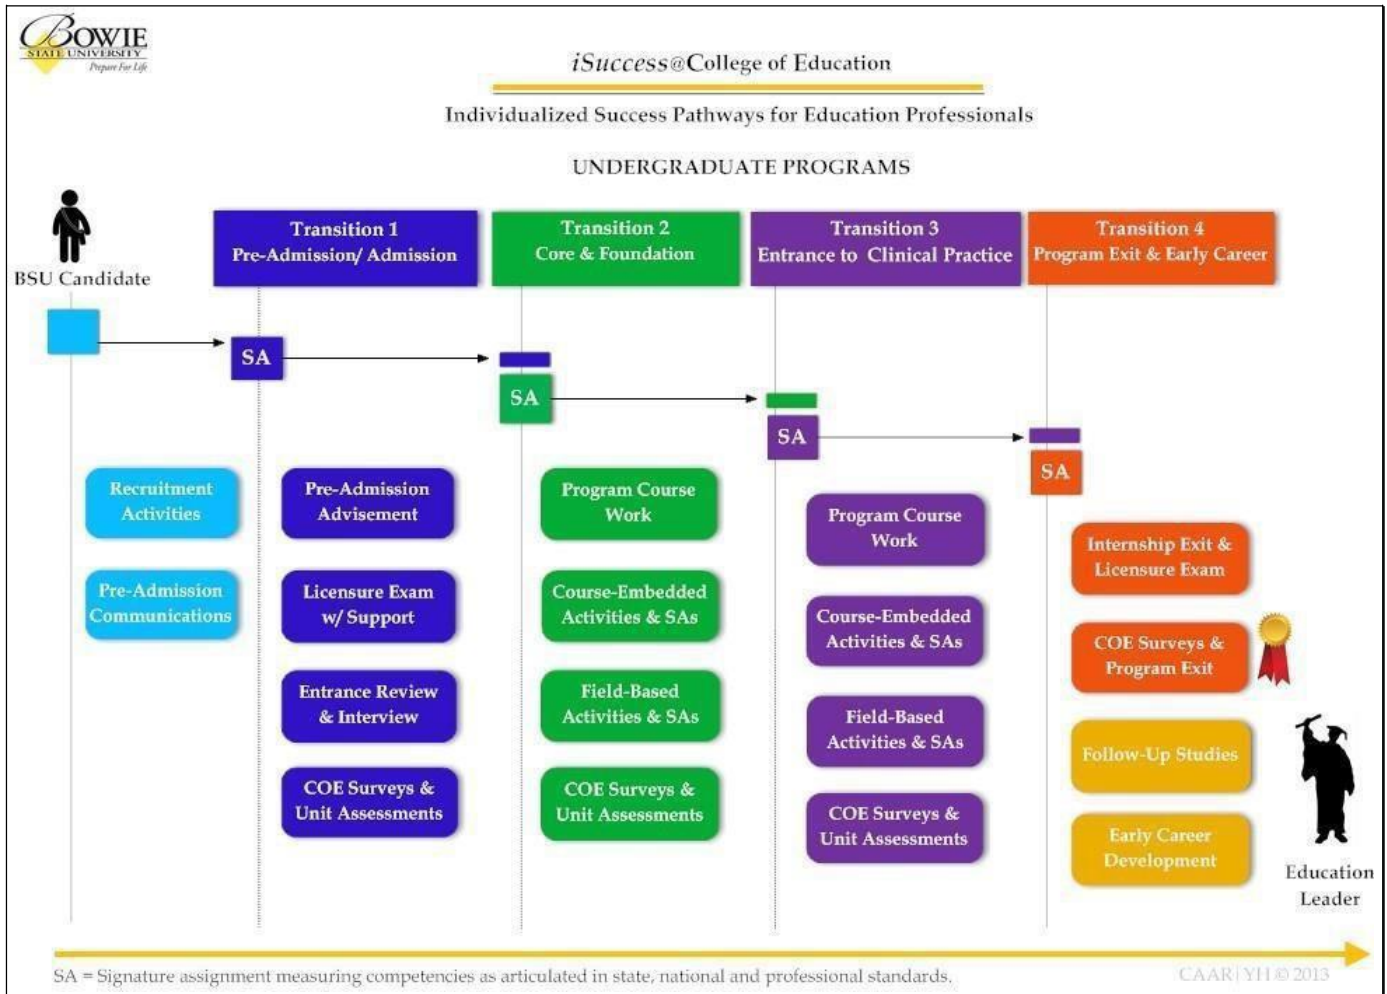 BOWIE
STATE UNIVERSITY
Prepare For Life
iSuccess@College of Education
Individualized Success Pathways for Education Professionals
UNDERGRADUATE PROGRAMS
BSU Candidate
Transition 1
Pre-Admission/ Admission
Transition 2
Core & Foundation
Transition 3
Entrance to Clinical Practice
Transition 4
Program Exit & Early Career
SA
SA
SA
SA
Recruitment
Activities
Pre-Admission
Communications
Pre-Admission
Advisement
Licensure Exam
w/ Support
Entrance Review
& Interview
COE Surveys &
Unit Assessments
Program Course
Work
Course-Embedded
Activities & SAs
Field-Based
Activities & SAs
COE Surveys &
Unit Assessments
Program Course
Work
Course-Embedded
Activities & SAs
Field-Based
Activities & SAs
COE Surveys &
Unit Assessments
Internship Exit &
Licensure Exam
COE Surveys &
Program Exit
Follow-Up Studies
Early Career
Development
Education
Leader
SA = Signature assignment measuring competencies as articulated in state, national and professional standards.
CAAR| YH © 2013